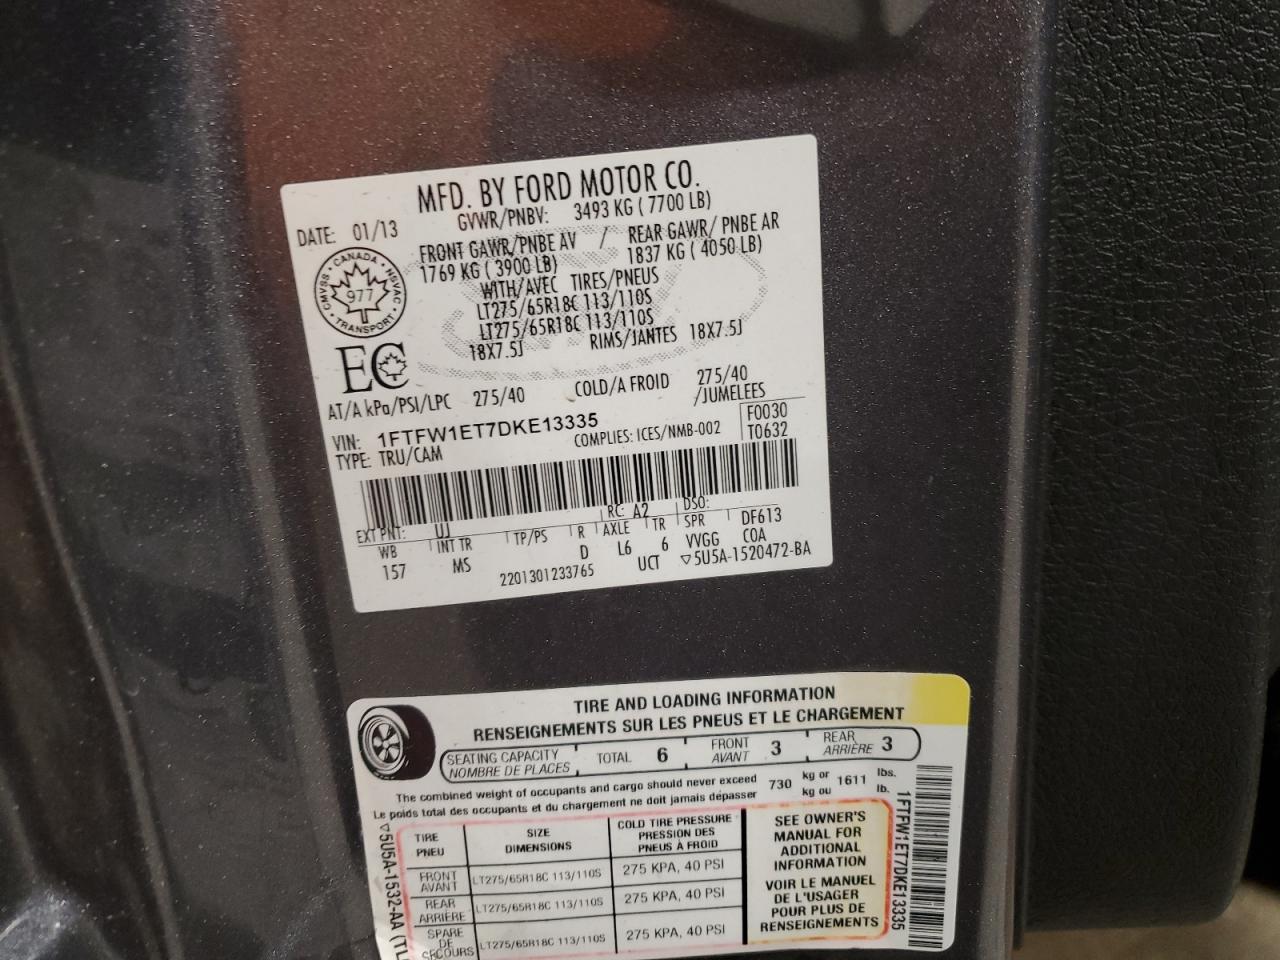 MFD. BY FORD MOTOR CO.
DATE: 01/13
GVWR/PNBV: 3493 KG ( 7700 LB)
FRONT GAWR/PNBE AV / REAR GAWR/ PNBE AR
1769 KG ( 3900 LB) 1837 KG ( 4050 LB)
WITH/AVEC TIRES/PNEUS
LT275/65R18C 113/110S
LT275/65R18C 113/110S
18X7.5J RIMS/JANTES 18X7.5J
CANADA • NSVAC • TRANSPORT • CMVSS •
977
EC
AT/A kPa/PSI/LPC 275/40 COLD/A FROID 275/40
/JUMELEES
VIN: 1FTFW1ET7DKE13335
TYPE: TRU/CAM COMPLIES: ICES/NMB-002
F0030
T0632
EXT PNT: UJ RC: A2 DSO:
WB INT TR TP/PS R AXLE TR SPR DF613
157 MS D L6 6 VVGG COA
2201301233765 UCT ▽5U5A-1520472-BA
TIRE AND LOADING INFORMATION
RENSEIGNEMENTS SUR LES PNEUS ET LE CHARGEMENT
SEATING CAPACITY
NOMBRE DE PLACES
TOTAL 6
FRONT
AVANT 3
REAR
ARRIÈRE 3
The combined weight of occupants and cargo should never exceed 730 kg or 1611 lbs.
Le poids total des occupants et du chargement ne doit jamais dépasser kg ou lb.
TIRE
PNEU
SIZE
DIMENSIONS
COLD TIRE PRESSURE
PRESSION DES
PNEUS À FROID
FRONT
AVANT
LT275/65R18C 113/110S
275 KPA, 40 PSI
REAR
ARRIÈRE
LT275/65R18C 113/110S
275 KPA, 40 PSI
SPARE
DE
SECOURS
LT275/65R18C 113/110S
275 KPA, 40 PSI
SEE OWNER'S
MANUAL FOR
ADDITIONAL
INFORMATION
VOIR LE MANUEL
DE L'USAGER
POUR PLUS DE
RENSEIGNEMENTS
▽5U5A-1532-AA (TL
1FTFW1ET7DKE13335